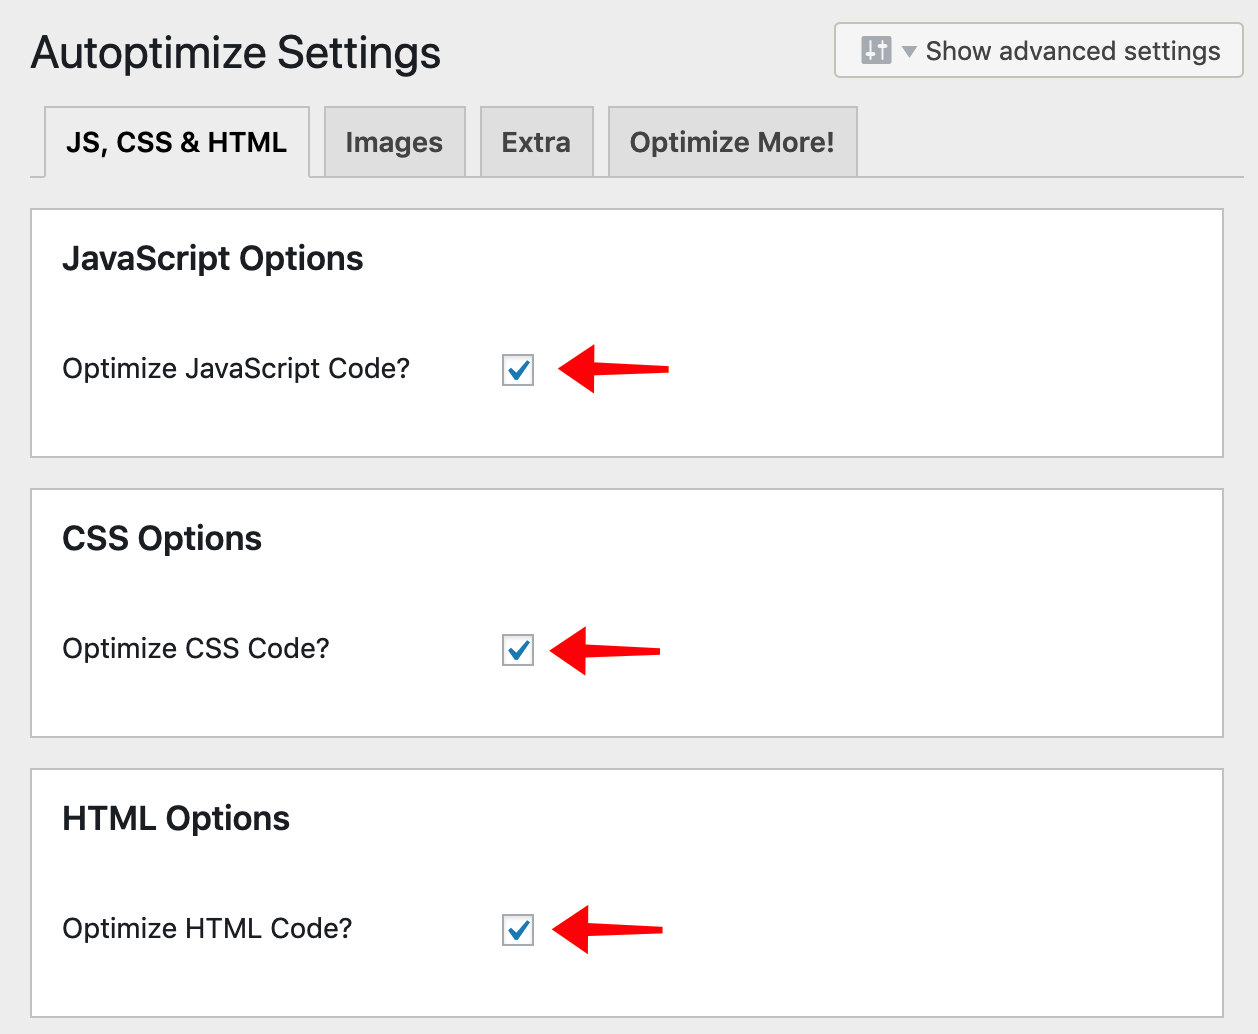 Autoptimize Settings
Show advanced settings
JS, CSS & HTML
Images
Extra
Optimize More!
JavaScript Options
Optimize JavaScript Code?
CSS Options
Optimize CSS Code?
HTML Options
Optimize HTML Code?